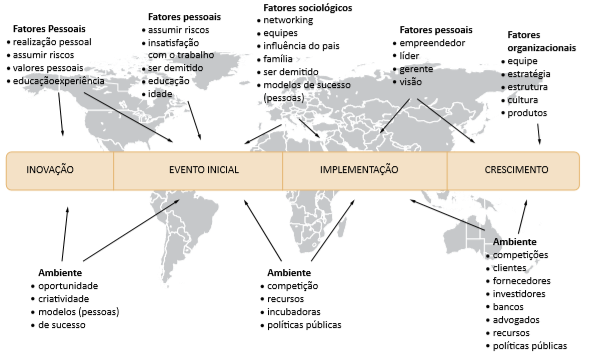 Fatores Pessoais
• realização pessoal
• assumir riscos
• valores pessoais
• educaçãoexperiência
Fatores pessoais
• assumir riscos
• insatisfação
com o trabalho
• ser demitido
• educação
• idade
Fatores sociológicos
• networking
• equipes
• influência do pais
• família
• ser demitido
• modelos de sucesso
(pessoas)
Fatores pessoais
• empreendedor
• líder
• gerente
• visão
Fatores
organizacionais
• equipe
• estratégia
• estrutura
• cultura
• produtos
INOVAÇÃO
EVENTO INICIAL
IMPLEMENTAÇÃO
CRESCIMENTO
Ambiente
• oportunidade
• criatividade
• modelos (pessoas)
• de sucesso
Ambiente
• competição
• recursos
• incubadoras
• políticas públicas
Ambiente
• competições
• clientes
• fornecedores
• investidores
• bancos
• advogados
• recursos
• políticas públicas